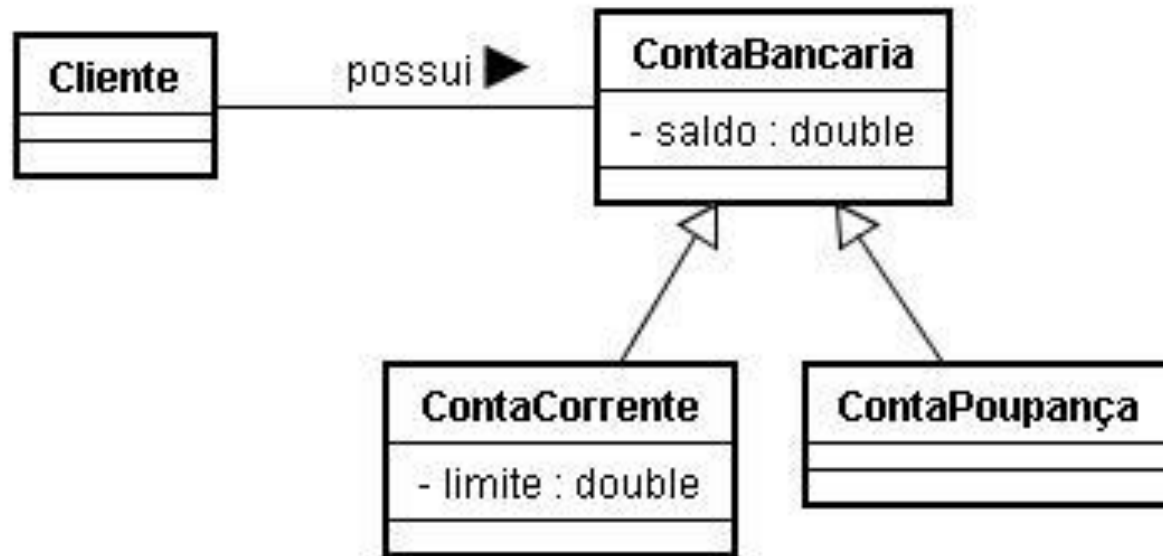 Cliente
possui
ContaBancaria
- saldo : double
ContaCorrente
- limite : double
ContaPoupança